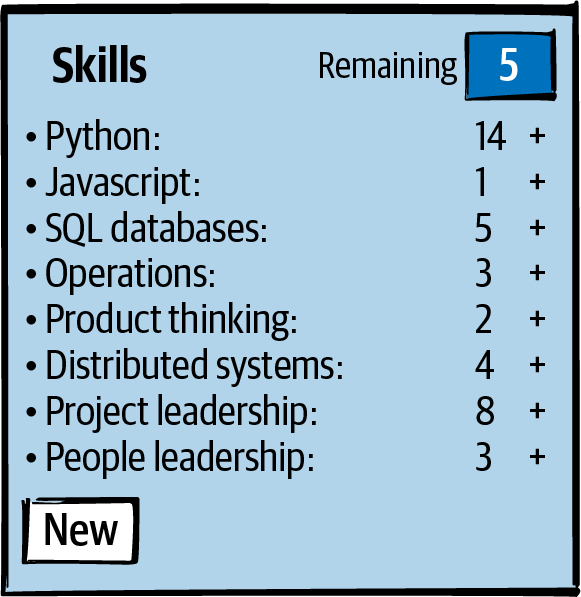 Skills Remaining 5
• Python: 14 +
• Javascript: 1 +
• SQL databases: 5 +
• Operations: 3 +
• Product thinking: 2 +
• Distributed systems: 4 +
• Project leadership: 8 +
• People leadership: 3 +
New